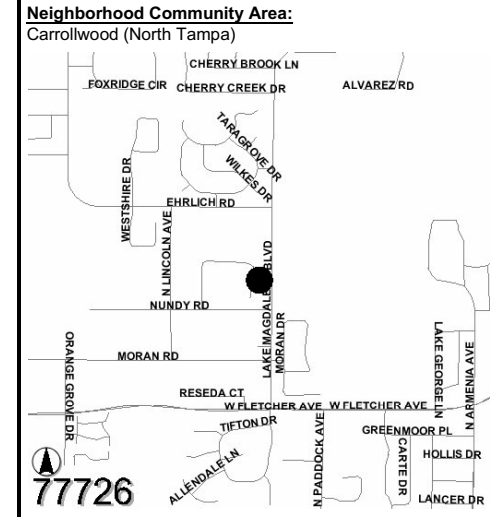 Neighborhood Community Area:
Carrollwood (North Tampa)
CHERRY BROOK LN
FOXRIDGE CIR
CHERRY CREEK DR
ALVAREZ RD
TARAGROVE DR
WILKES DR
WESTSHIRE DR
EHRLICH RD
N LINCOLN AVE
LAKE MAGDALE BLVD
NUNDY RD
MORAN DR
MORAN RD
ORANGE GROVE DR
LAKE GEORGE LN
N ARMENIA AVE
RESEDA CT
W FLETCHER AVE
W FLETCHER AVE
TIFTON DR
GREENMOOR PL
N PADDOCK AVE
CARTE DR
HOLLIS DR
ALLENDALE LN
LANCER DR
77726